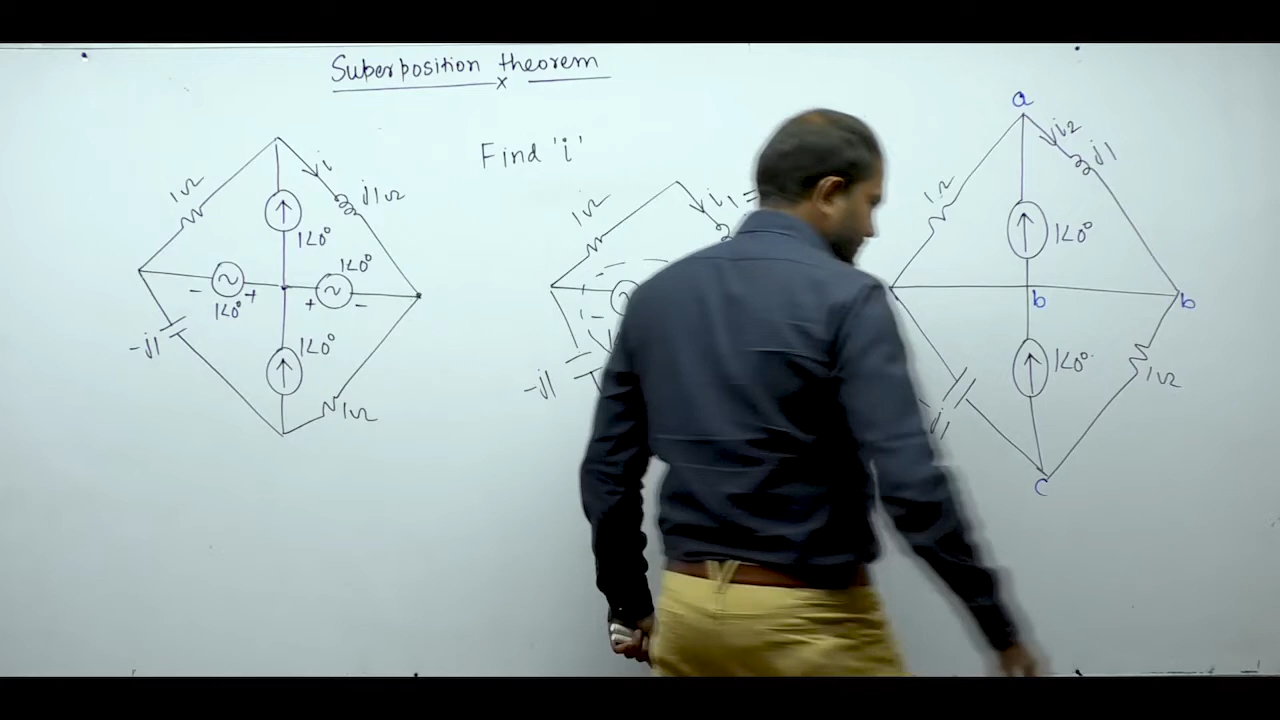 Superposition theorem
x
Find 'i'
1Ω
i
j1Ω
1∠0°
1∠0°
- +
1∠0°
+ -
-j1
1∠0°
1Ω
1Ω
i1 =
-j1
a
i2
j1
1Ω
1∠0°
b
b
1∠0°
1Ω
-j1
c